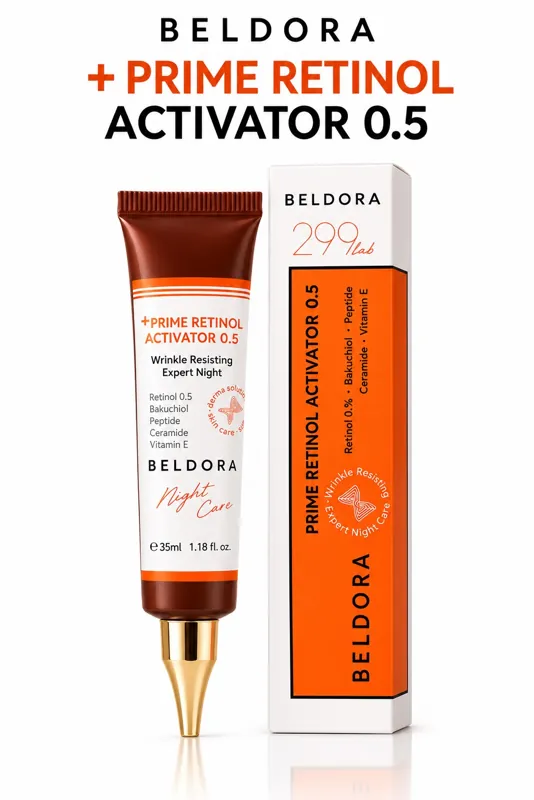 BELDORA
+ PRIME RETINOL
ACTIVATOR 0.5
+PRIME RETINOL
ACTIVATOR 0.5
Wrinkle Resisting
Expert Night
Retinol 0.5
Bakuchiol
Peptide
Ceramide
Vitamin E
derma solution
skin care
BELDORA
Night
Care
℮ 35ml 1.18 fl. oz.
BELDORA
299 lab
PRIME RETINOL ACTIVATOR 0.5
Retinol 0.% · Bakuchiol · Peptide
Ceramide · Vitamin E
Wrinkle Resisting
Expert Night Care
BELDORA